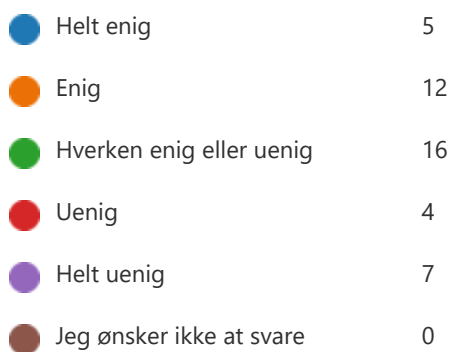 Helt enig 5
Enig 12
Hverken enig eller uenig 16
Uenig 4
Helt uenig 7
Jeg ønsker ikke at svare 0